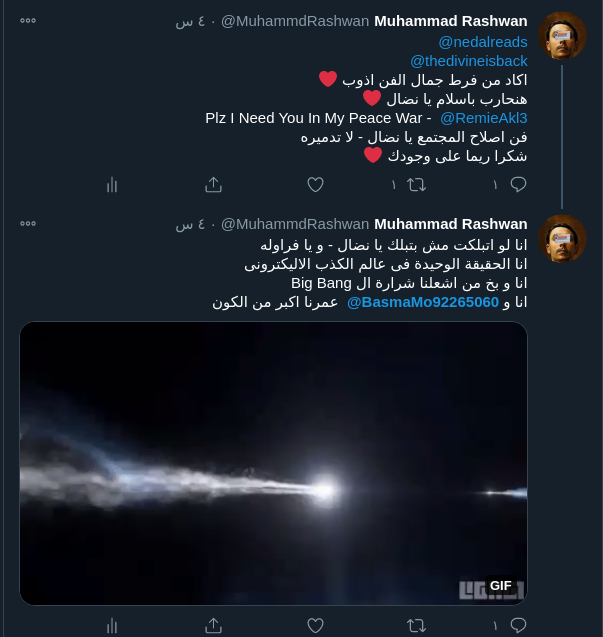 Muhammad Rashwan @MuhammdRashwan · ٤ س
@nedalreads
@thedivineisback
اكاد من فرط جمال الفن اذوب ❤️
هنحارب باسلام يا نضال ❤️
Plz I Need You In My Peace War - @RemieAkl3
فن اصلاح المجتمع يا نضال - لا تدميره
شكرا ريما على وجودك ❤️
١ ١
Muhammad Rashwan @MuhammdRashwan · ٤ س
انا لو اتبلكت مش بتبلك يا نضال - و يا فراوله
انا الحقيقة الوحيدة فى عالم الكذب الاليكترونى
انا و بخ من اشعلنا شرارة ال Big Bang
انا و @BasmaMo92265060 عمرنا اكبر من الكون
GIF
١